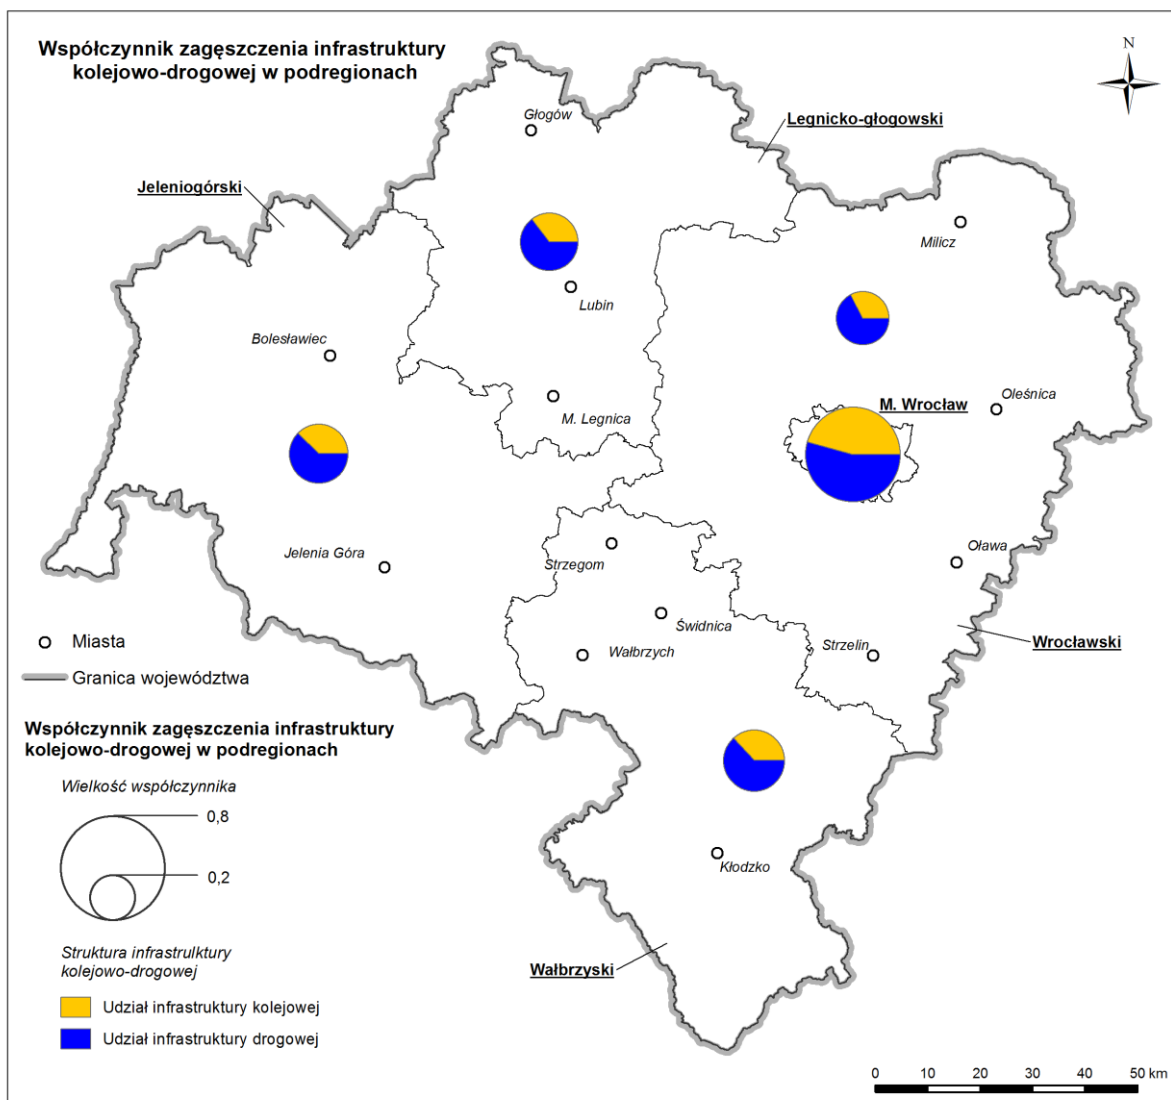 Współczynnik zagęszczenia infrastruktury
kolejowo-drogowej w podregionach
N
Głogów
Legnicko-głogowski
Jeleniogórski
Milicz
Lubin
Bolesławiec
M. Wrocław
Oleśnica
M. Legnica
Jelenia Góra
Strzegom
Oława
Miasta
Świdnica
Wałbrzych
Strzelin
Wrocławski
Granica województwa
Współczynnik zagęszczenia infrastruktury
kolejowo-drogowej w podregionach
Wielkość współczynnika
0,8
0,2
Kłodzko
Struktura infrastrulktury
kolejowo-drogowej
Wałbrzyski
Udział infrastruktury kolejowej
Udział infrastruktury drogowej
0 10 20 30 40 50 km